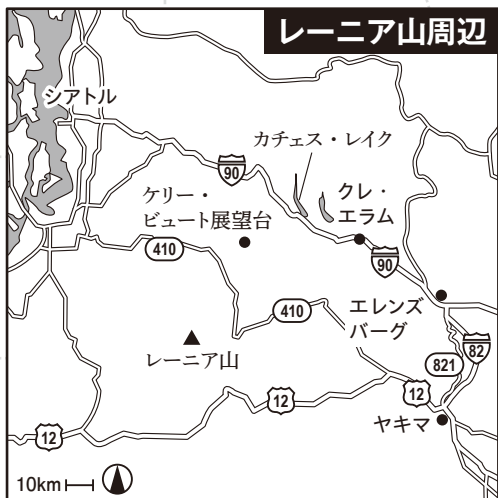 レーニア山周辺
シアトル
カチェス・レイク
90
ケリー・
ビュート展望台
クレ・
エラム
410
90
410
エレンズ
バーグ
レーニア山
82
821
12
12
ヤキマ
12
10km